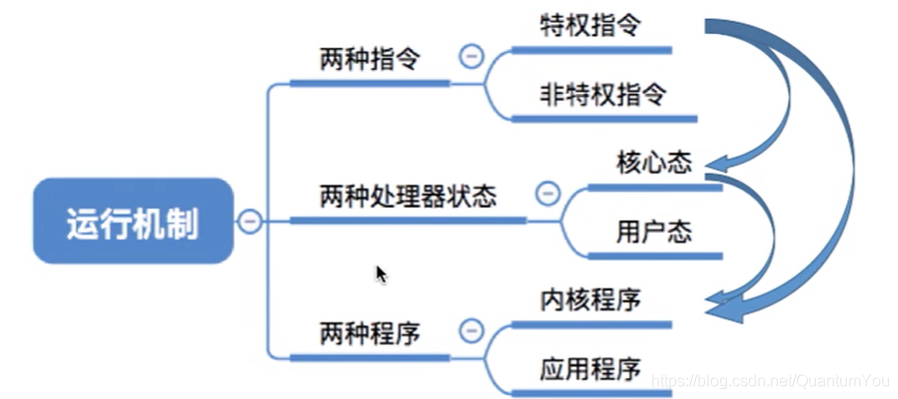 特权指令
两种指令
非特权指令
核心态
两种处理器状态
运行机制
用户态
内核程序
两种程序
应用程序
https://blog.csdn.net/QuantumYou